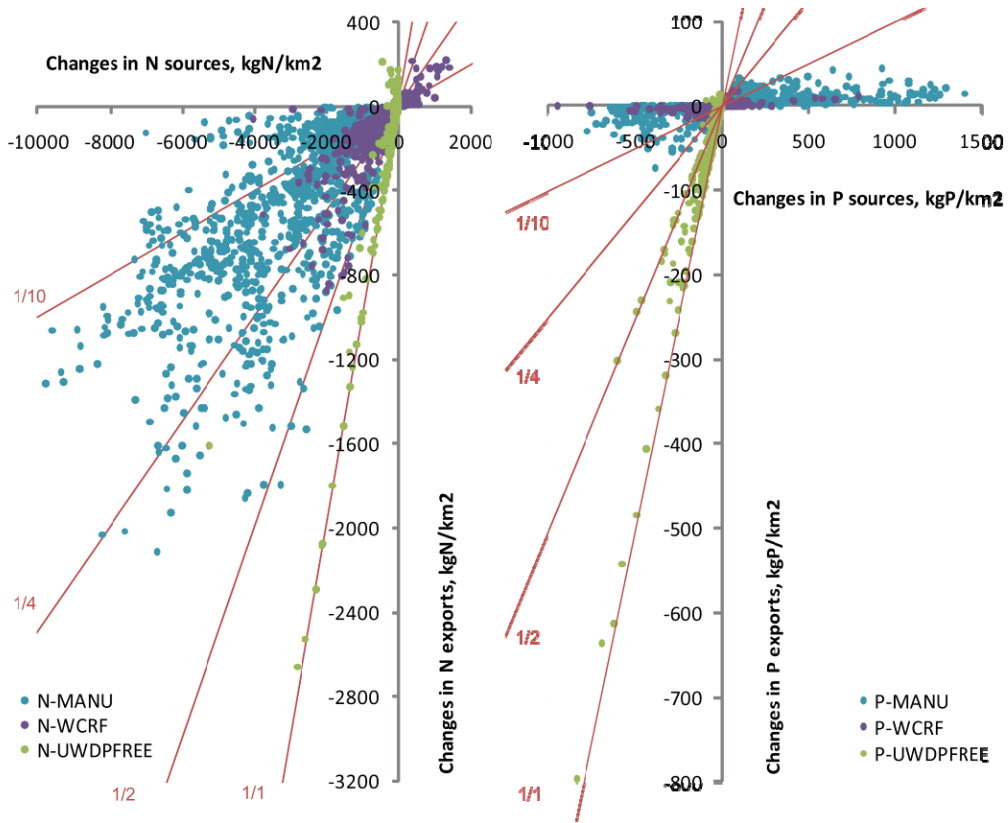 400
Changes in N sources, kgN/km2
0
-10000 -8000 -6000 -4000 -2000 0 2000
-400
-800
-1200
-1600
-2000
-2400
-2800
-3200
Changes in N exports, kgN/km2
1/10
1/4
1/2
1/1
N-MANU
N-WCRF
N-UWDPFREE
100
0
-1000 -500 0 500 1000 1500
Changes in P sources, kgP/km2
-100
-200
-300
-400
-500
-600
-700
-800
Changes in P exports, kgP/km2
1/10
1/4
1/2
1/1
P-MANU
P-WCRF
P-UWDPFREE